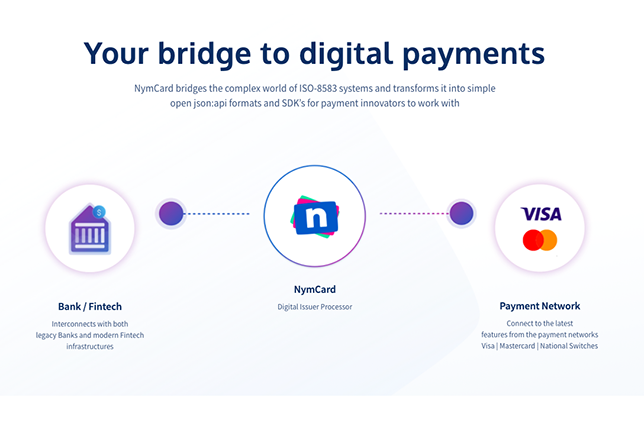 Your bridge to digital payments
NymCard bridges the complex world of ISO-8583 systems and transforms it into simple
open json:api formats and SDK's for payment innovators to work with
$
n
VISA
NymCard
Digital Issuer Processor
Bank / Fintech
Interconnects with both
legacy Banks and modern Fintech
infrastructures
Payment Network
Connect to the latest
features from the payment networks
Visa | Mastercard | National Switches